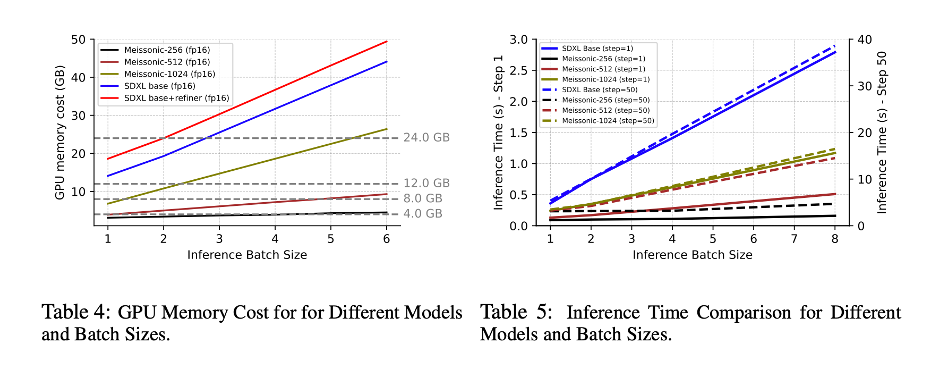 50
40
30
20
10
GPU memory cost (GB)
Meissonic-256 (fp16)
Meissonic-512 (fp16)
Meissonic-1024 (fp16)
SDXL base (fp16)
SDXL base+refiner (fp16)
24.0 GB
12.0 GB
8.0 GB
4.0 GB
1 2 3 4 5 6
Inference Batch Size
3.0
2.5
2.0
1.5
1.0
0.5
0.0
Inference Time (s) - Step 1
SDXL Base (step=1)
Meissonic-256 (step=1)
Meissonic-512 (step=1)
Meissonic-1024 (step=1)
SDXL Base (step=50)
Meissonic-256 (step=50)
Meissonic-512 (step=50)
Meissonic-1024 (step=50)
40
30
20
10
0
Inference Time (s) - Step 50
1 2 3 4 5 6 7 8
Inference Batch Size
Table 4: GPU Memory Cost for for Different Models
and Batch Sizes.
Table 5: Inference Time Comparison for Different
Models and Batch Sizes.